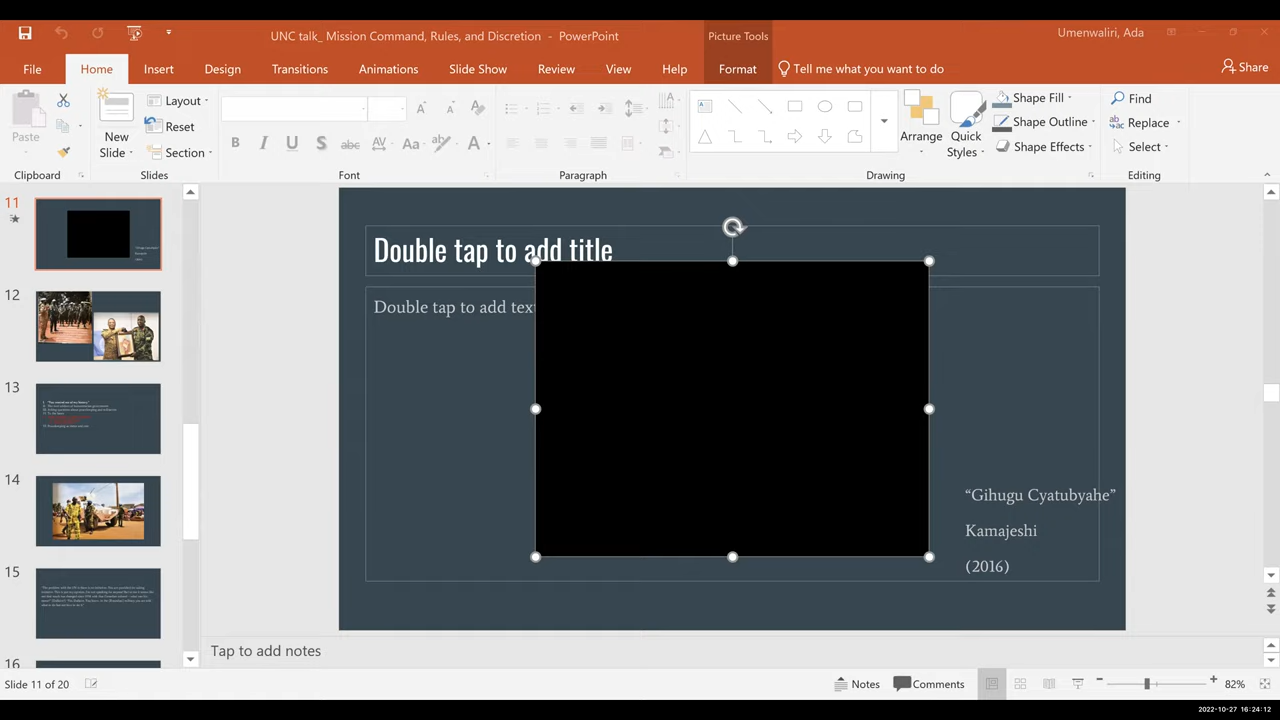 UNC talk_ Mission Command, Rules, and Discretion - PowerPoint
Picture Tools
Umenwaliri, Ada
File
Home
Insert
Design
Transitions
Animations
Slide Show
Review
View
Help
Format
Tell me what you want to do
Share
Paste
New
Slide
Layout
Reset
Section
B I U S abc AV Aa A
Arrange
Quick
Styles
Shape Fill
Shape Outline
Shape Effects
Find
Replace
Select
Clipboard
Slides
Font
Paragraph
Drawing
Editing
11
12
13
14
15
16
Double tap to add title
Double tap to add text
“Gihugu Cyatubyahe”
Kamajeshi
(2016)
Tap to add notes
Slide 11 of 20
Notes
Comments
82%
2022-10-27 16:24:12